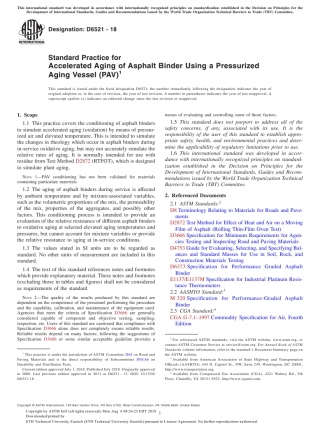 This international standard was developed in accordance with internationally recognized principles on standardization established in the Decision on Principles for the
Development of International Standards, Guides and Recommendations issued by the World Trade Organization Technical Barriers to Trade (TBT) Committee.
Designation: D6521 − 18
Standard Practice for
Accelerated Aging of Asphalt Binder Using a Pressurized
Aging Vessel (PAV)1
This standard is issued under the fixed designation D6521; the number immediately following the designation indicates the year of
original adoption or, in the case of revision, the year of last revision. A number in parentheses indicates the year of last reapproval. A
superscript epsilon (ε) indicates an editorial change since the last revision or reapproval.
1. Scope
1.1 This practice covers the conditioning of asphalt binders
to simulate accelerated aging (oxidation) by means of pressur-
ized air and elevated temperature. This is intended to simulate
the changes in rheology which occur in asphalt binders during
in-service oxidative aging, but may not accurately simulate the
relative rates of aging. It is normally intended for use with
residue from Test Method D2872 (RTFOT), which is designed
to simulate plant aging.
NOTE 1—PAV conditioning has not been validated for materials
containing particulate materials.
1.2 The aging of asphalt binders during service is affected
by ambient temperature and by mixture-associated variables,
such as the volumetric proportions of the mix, the permeability
of the mix, properties of the aggregates, and possibly other
factors. This conditioning process is intended to provide an
evaluation of the relative resistance of different asphalt binders
to oxidative aging at selected elevated aging temperatures and
pressures, but cannot account for mixture variables or provide
the relative resistance to aging at in-service conditions.
1.3 The values stated in SI units are to be regarded as
standard. No other units of measurement are included in this
standard.
1.4 The text of this standard references notes and footnotes
which provide explanatory material. These notes and footnotes
(excluding those in tables and figures) shall not be considered
as requirements of the standard.
NOTE 2—The quality of the results produced by this standard are
dependent on the competence of the personnel performing the procedure
and the capability, calibration, and maintenance of the equipment used.
Agencies that meet the criteria of Specification D3666 are generally
considered capable of competent and objective testing, sampling,
inspection, etc. Users of this standard are cautioned that compliance with
Specification D3666 alone does not completely ensure reliable results.
Reliable results depend on many factors; following the suggestions of
Specification D3666 or some similar acceptable guideline provides a
1 This practice is under the jurisdiction of ASTM Committee D04 on Road and
Paving Materials and is the direct responsibility of Subcommittee D04.46 on
Durability and Distillation Tests.
Current edition approved July 1, 2018. Published July 2018. Originally approved
in 2000. Last previous edition approved in 2013 as D6521 – 13. DOI: 10.1520/
D6521-18.
means of evaluating and controlling some of those factors.
1.5 This standard does not purport to address all of the
safety concerns, if any, associated with its use. It is the
responsibility of the user of this standard to establish appro-
priate safety, health, and environmental practices and deter-
mine the applicability of regulatory limitations prior to use.
1.6 This international standard was developed in accor-
dance with internationally recognized principles on standard-
ization established in the Decision on Principles for the
Development of International Standards, Guides and Recom-
mendations issued by the World Trade Organization Technical
Barriers to Trade (TBT) Committee.
2. Referenced Documents
2.1 ASTM Standards:2
D8 Terminology Relating to Materials for Roads and Pave-
ments
D2872 Test Method for Effect of Heat and Air on a Moving
Film of Asphalt (Rolling Thin-Film Oven Test)
D3666 Specification for Minimum Requirements for Agen-
cies Testing and Inspecting Road and Paving Materials
D4753 Guide for Evaluating, Selecting, and Specifying Bal-
ances and Standard Masses for Use in Soil, Rock, and
Construction Materials Testing
D6373 Specification for Performance Graded Asphalt
Binder
E1137/E1137M Specification for Industrial Platinum Resis-
tance Thermometers
2.2 AASHTO Standard:3
M 320 Specification for Performance-Graded Asphalt
Binder
2.3 CGA Standard:4
CGA G-7.1–1997 Commodity Specification for Air, Fourth
Edition
2 For referenced ASTM standards, visit the ASTM website, www.astm.org, or
contact ASTM Customer Service at service@astm.org. For Annual Book of ASTM
Standards volume information, refer to the standard's Document Summary page on
the ASTM website.
3 Available from American Association of State Highway and Transportation
Officials (AASHTO), 444 N. Capitol St., NW, Suite 249, Washington, DC 20001,
http://www.transportation.org.
4 Available from Compressed Gas Association (CGA), 4221 Walney Rd., 5th
Floor, Chantilly, VA 20151-2923, http://www.cganet.com.
Copyright © ASTM International, 100 Barr Harbor Drive, PO Box C700, West Conshohocken, PA 19428-2959. United States
Copyright by ASTM Int'l (all rights reserved);
Downloaded/printed by
1